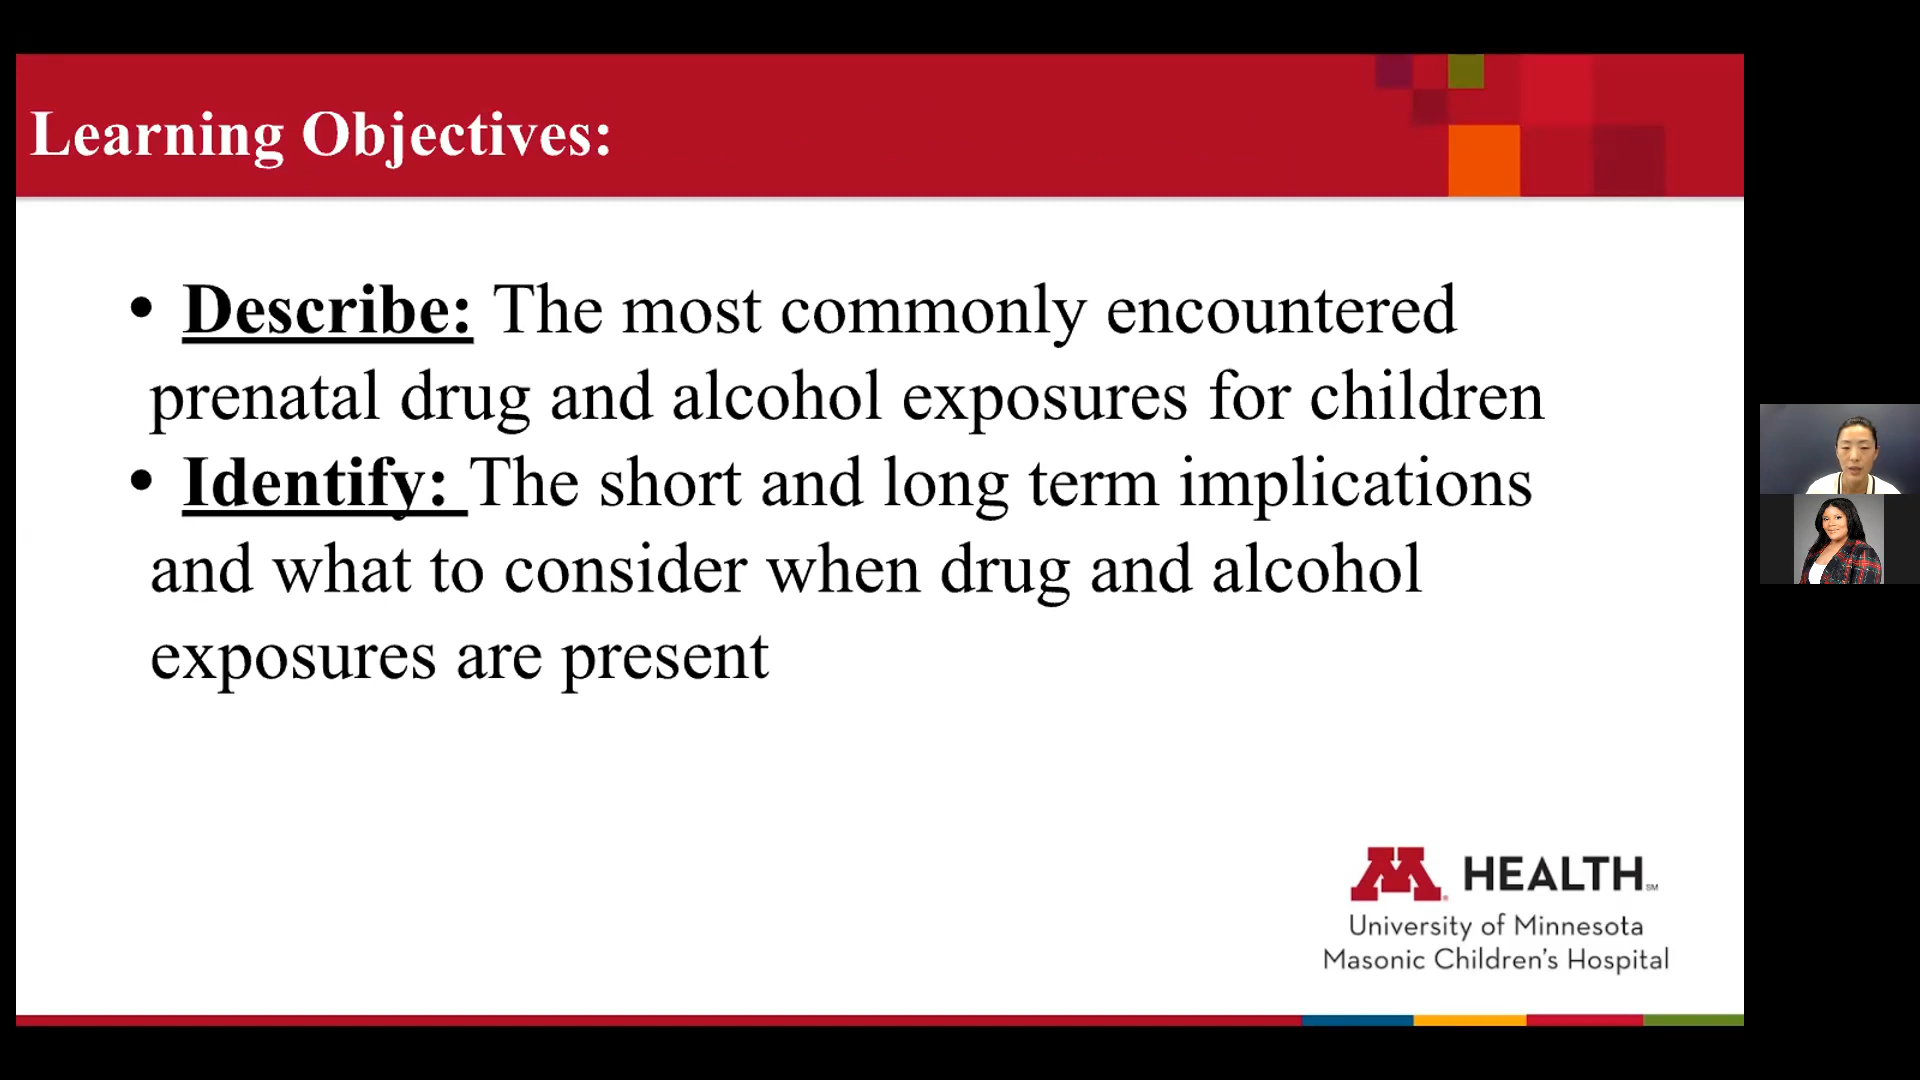 Learning Objectives:
• Describe: The most commonly encountered
prenatal drug and alcohol exposures for children
• Identify: The short and long term implications
and what to consider when drug and alcohol
exposures are present
M HEALTH SM
University of Minnesota
Masonic Children's Hospital